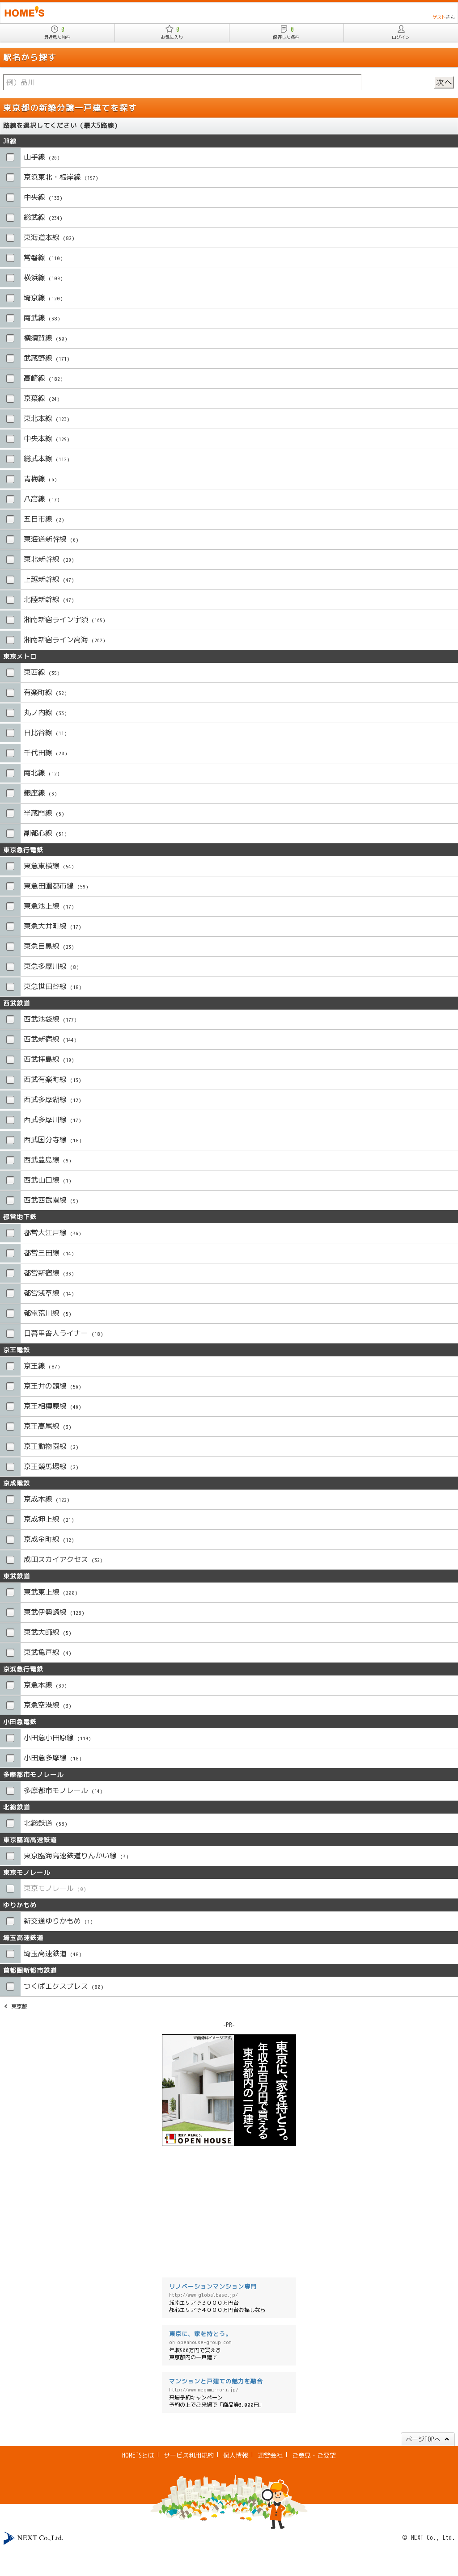 HOME'S
ゲストさん
0
最近見た物件
0
お気に入り
0
保存した条件
ログイン
駅名から探す
例）品川
次へ
東京都の新築分譲一戸建てを探す
路線を選択してください（最大5路線）
JR線
山手線 (26)
京浜東北・根岸線 (197)
中央線 (133)
総武線 (234)
東海道本線 (82)
常磐線 (110)
横浜線 (109)
埼京線 (120)
南武線 (38)
横須賀線 (50)
武蔵野線 (171)
高崎線 (182)
京葉線 (24)
東北本線 (123)
中央本線 (129)
総武本線 (112)
青梅線 (6)
八高線 (17)
五日市線 (2)
東海道新幹線 (8)
東北新幹線 (29)
上越新幹線 (47)
北陸新幹線 (47)
湘南新宿ライン宇須 (165)
湘南新宿ライン高海 (262)
東京メトロ
東西線 (35)
有楽町線 (52)
丸ノ内線 (33)
日比谷線 (11)
千代田線 (20)
南北線 (12)
銀座線 (3)
半蔵門線 (5)
副都心線 (51)
東京急行電鉄
東急東横線 (54)
東急田園都市線 (59)
東急池上線 (17)
東急大井町線 (17)
東急目黒線 (23)
東急多摩川線 (8)
東急世田谷線 (18)
西武鉄道
西武池袋線 (177)
西武新宿線 (144)
西武拝島線 (19)
西武有楽町線 (13)
西武多摩湖線 (12)
西武多摩川線 (17)
西武国分寺線 (18)
西武豊島線 (9)
西武山口線 (1)
西武西武園線 (9)
都営地下鉄
都営大江戸線 (36)
都営三田線 (14)
都営新宿線 (33)
都営浅草線 (14)
都電荒川線 (5)
日暮里舎人ライナー (18)
京王電鉄
京王線 (87)
京王井の頭線 (56)
京王相模原線 (46)
京王高尾線 (3)
京王動物園線 (2)
京王競馬場線 (2)
京成電鉄
京成本線 (122)
京成押上線 (21)
京成金町線 (12)
成田スカイアクセス (32)
東武鉄道
東武東上線 (200)
東武伊勢崎線 (128)
東武大師線 (5)
東武亀戸線 (4)
京浜急行電鉄
京急本線 (39)
京急空港線 (3)
小田急電鉄
小田急小田原線 (119)
小田急多摩線 (18)
多摩都市モノレール
多摩都市モノレール (14)
北総鉄道
北総鉄道 (58)
東京臨海高速鉄道
東京臨海高速鉄道りんかい線 (3)
東京モノレール
東京モノレール (0)
ゆりかもめ
新交通ゆりかもめ (1)
埼玉高速鉄道
埼玉高速鉄道 (48)
首都圏新都市鉄道
つくばエクスプレス (80)
東京都
-PR-
※画像はイメージです。
東京に、家を持とう。
年収五百万円で買える
東京都内の一戸建て
東京に、家を持とう。
OPEN HOUSE
リノベーションマンション専門
http://www.globalbase.jp/
城南エリアで３０００万円台
都心エリアで４０００万円台お探しなら
東京に、家を持とう。
oh.openhouse-group.com
年収500万円で買える
東京都内の一戸建て
マンションと戸建ての魅力を融合
http://www.megumi-mori.jp/
来場予約キャンペーン
予約の上でご来場で「商品券3,000円」
ページTOPへ
HOME'Sとは | サービス利用規約 | 個人情報 | 運営会社 | ご意見・ご要望
NEXT Co.,Ltd.
© NEXT Co., Ltd.